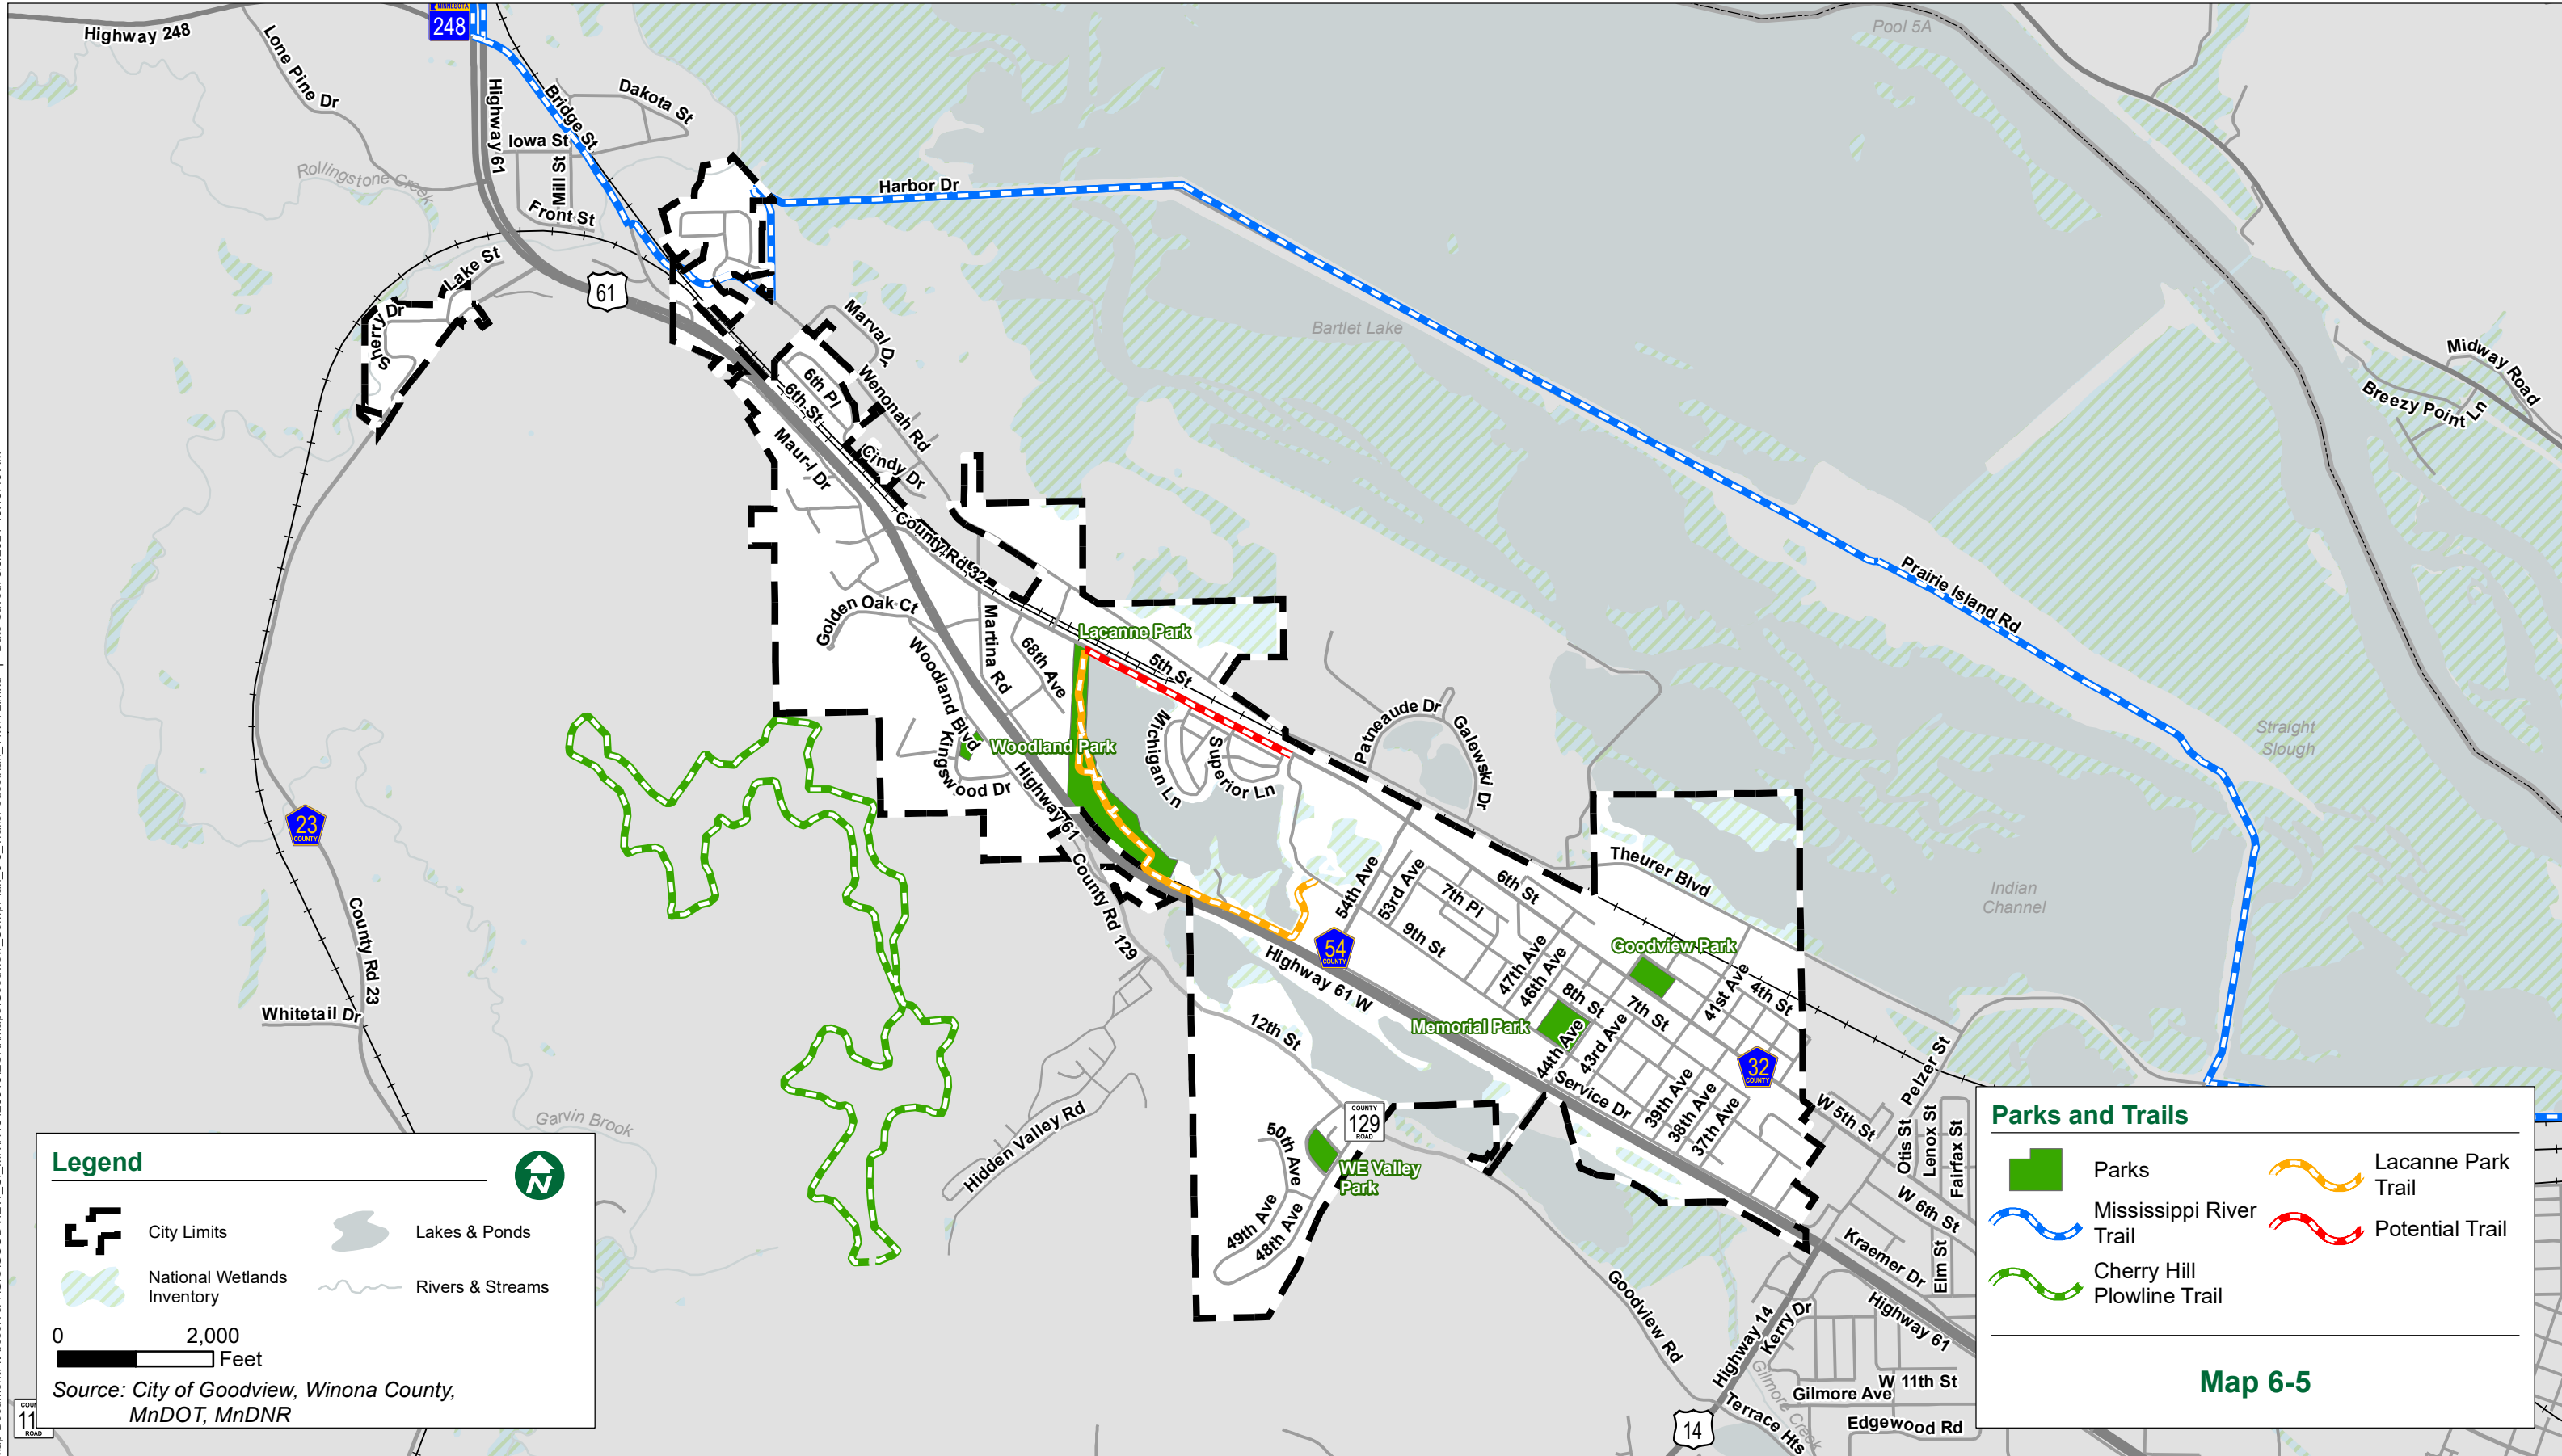 MINNESOTA
248
Highway 248
Lone Pine Dr
Highway 61
Bridge St
Dakota St
Iowa St
Mill St
Front St
Rollingstone Creek
Harbor Dr
Pool 5A
Lake St
61
Sherry Dr
Marval Dr
Bartlet Lake
Midway Road
Breezy Point Ln
6th Pl
6th St
Wenonah Rd
Maur-I Dr
Cindy Dr
County Rd 32
Prairie Island Rd
Golden Oak Ct
Martina Rd
68th Ave
Lacanne Park
5th St
Woodland Blvd
Woodland Park
Kingswood Dr
Highway 61
Michigan Ln
Superior Ln
Patneaude Dr
Galewski Dr
Straight
Slough
23
COUNTY
County Rd 23
County Rd 129
Theurer Blvd
Indian
Channel
54th Ave
53rd Ave
7th Pl
6th St
9th St
54
COUNTY
Highway 61 W
47th Ave
46th Ave
Goodview Park
41st Ave
4th St
8th St
7th St
Memorial Park
44th Ave
43rd Ave
Whitetail Dr
12th St
32
COUNTY
Service Dr
39th Ave
38th Ave
37th Ave
Pelzer St
W 5th St
Otis St
Lenox St
Fairfax St
Garvin Brook
Hidden Valley Rd
COUNTY
129
ROAD
50th Ave
WE Valley
Park
49th Ave
48th Ave
W 6th St
Kraemer Dr
Elm St
Goodview Rd
Highway 14
Kerry Dr
Highway 61
Gilmore Creek
W 11th St
Gilmore Ave
Terrace Hts
Edgewood Rd
14
Legend
N
City Limits
Lakes & Ponds
National Wetlands
Inventory
Rivers & Streams
0 2,000
Feet
Source: City of Goodview, Winona County,
MnDOT, MnDNR
ROAD
Parks and Trails
Parks
Lacanne Park
Trail
Mississippi River
Trail
Potential Trail
Cherry Hill
Plowline Trail
Map 6-5